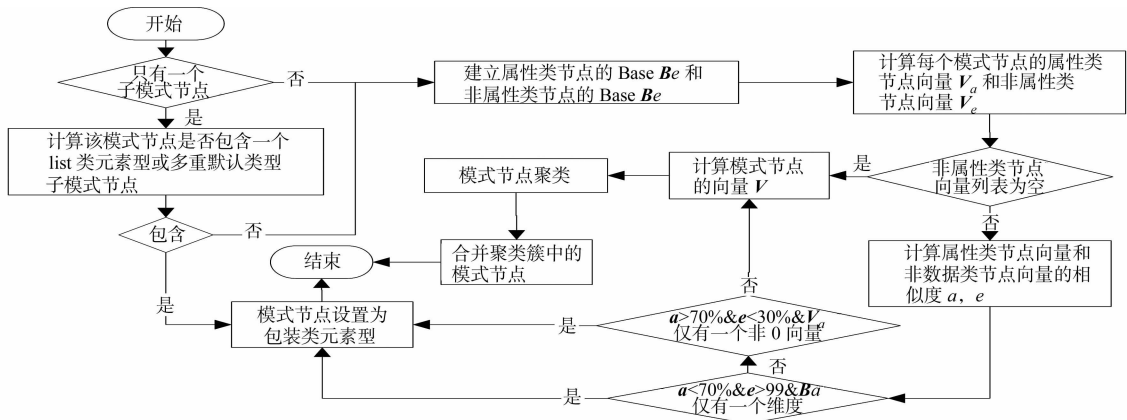 开始
只有一个
子模式节点
否
是
计算该模式节点是否包含一个
list 类元素型或多重默认类型
子模式节点
包含
否
是
建立属性类节点的 Base Be 和
非属性类节点的 Base Be
计算每个模式节点的属性类
节点向量 Va 和非属性类
节点向量 Ve
非属性类节点
向量列表为空
是
否
计算模式节点
的向量 V
模式节点聚类
合并聚类簇中的
模式节点
结束
计算属性类节点向量和
非数据类节点向量的相
似度 a，e
a<70%&e>99&Ba
仅有一个维度
是
否
a>70%&e<30%&Va
仅有一个非 0 向量
是
否
模式节点设置为
包装类元素型